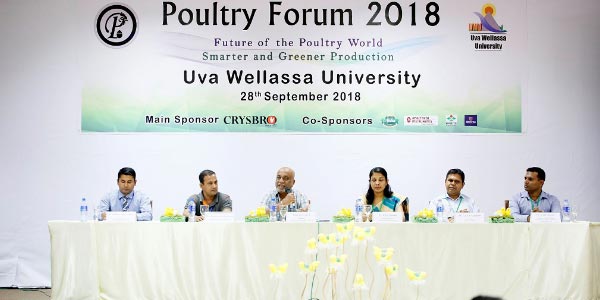 Poultry Forum 2018
Future of the Poultry World
Smarter and Greener Production
Uva Wellassa University
28th September 2018
Main Sponsor CRYSBRO Co-Sponsors
Uva Wellassa
University